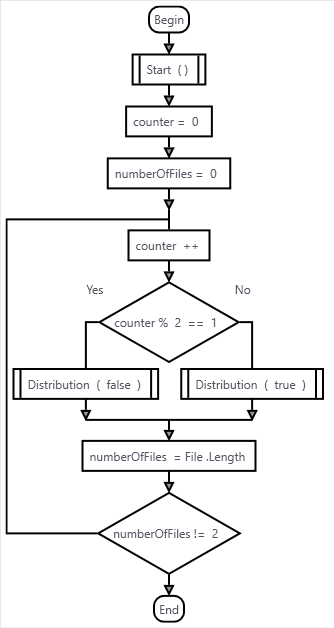 Begin
Start ( )
counter = 0
numberOfFiles = 0
counter ++
Yes
No
counter % 2 == 1
Distribution ( false )
Distribution ( true )
numberOfFiles = File .Length
numberOfFiles != 2
End